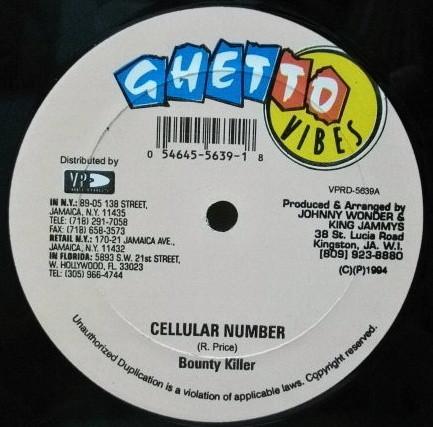 GHETTO
VIBES
0 54645-5639-1 8
Distributed by
VP
RECORDS
VPRD-5639A
IN N.Y.: 89-05 138 STREET,
JAMAICA, N.Y. 11435
TELE: (718) 291-7058
FAX: (718) 658-3573
RETAIL N.Y.: 170-21 JAMAICA AVE.,
JAMAICA, N.Y. 11432
IN FLORIDA: 5893 S.W. 21st STREET,
W. HOLLYWOOD, FL 33023
TEL: (305) 966-4744
Produced & Arranged by
JOHNNY WONDER &
KING JAMMYS
38 St. Lucia Road
Kingston, JA. W.I.
[809] 923-8880
(C)(P)1994
CELLULAR NUMBER
(R. Price)
Bounty Killer
Unauthorized Duplication is a violation of applicable laws. Copyright reserved.